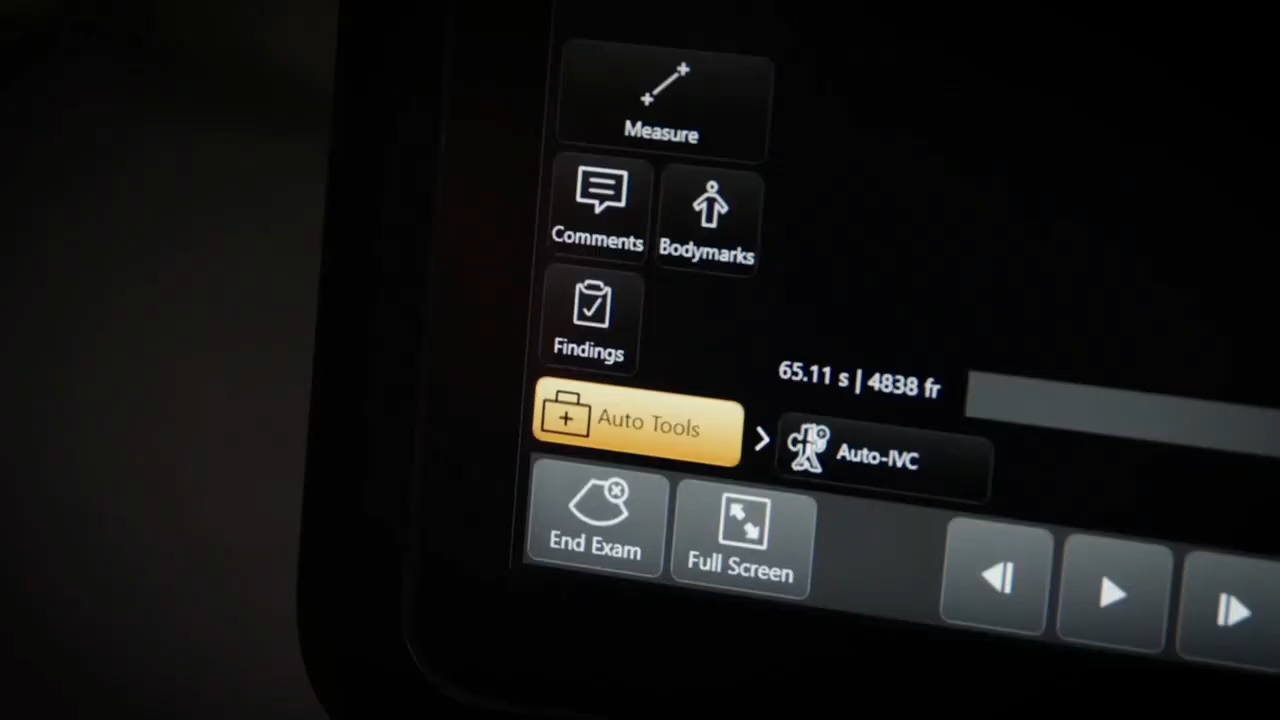 Measure
Comments
Bodymarks
Findings
65.11 s | 4838 fr
Auto Tools
Auto-IVC
End Exam
Full Screen